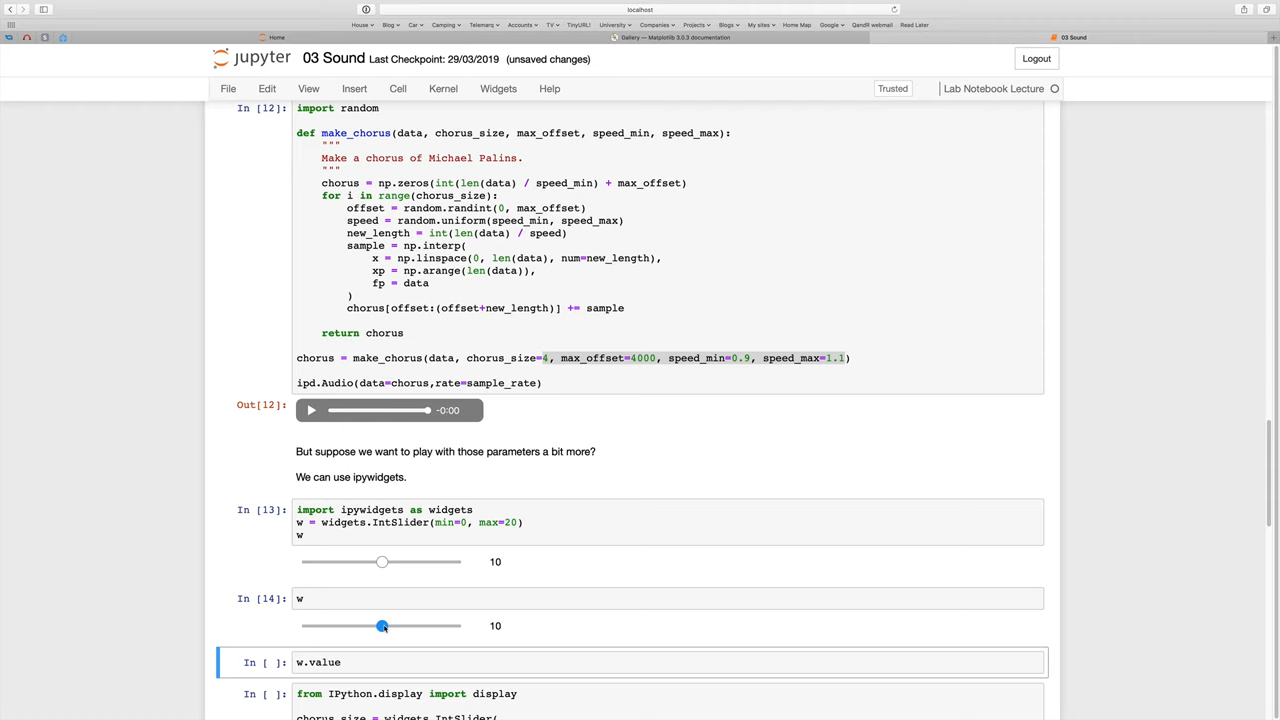 localhost
House Blog Car Camping Telemarq Accounts TV TinyURL! University Companies Projects Blogs My sites Home Map Google QandR webmail Read Later
Home Gallery — Matplotlib 3.0.3 documentation 03 Sound
jupyter 03 Sound Last Checkpoint: 29/03/2019 (unsaved changes) Logout
File Edit View Insert Cell Kernel Widgets Help Trusted Lab Notebook Lecture
In [12]: import random
def make_chorus(data, chorus_size, max_offset, speed_min, speed_max):
"""
Make a chorus of Michael Palins.
"""
chorus = np.zeros(int(len(data) / speed_min) + max_offset)
for i in range(chorus_size):
offset = random.randint(0, max_offset)
speed = random.uniform(speed_min, speed_max)
new_length = int(len(data) / speed)
sample = np.interp(
x = np.linspace(0, len(data), num=new_length),
xp = np.arange(len(data)),
fp = data
)
chorus[offset:(offset+new_length)] += sample
return chorus
chorus = make_chorus(data, chorus_size=4, max_offset=4000, speed_min=0.9, speed_max=1.1)
ipd.Audio(data=chorus,rate=sample_rate)
Out[12]: -0:00
But suppose we want to play with those parameters a bit more?
We can use ipywidgets.
In [13]: import ipywidgets as widgets
w = widgets.IntSlider(min=0, max=20)
w
10
In [14]: w
10
In [ ]: w.value
In [ ]: from IPython.display import display
chorus_size = widgets.IntSlider(